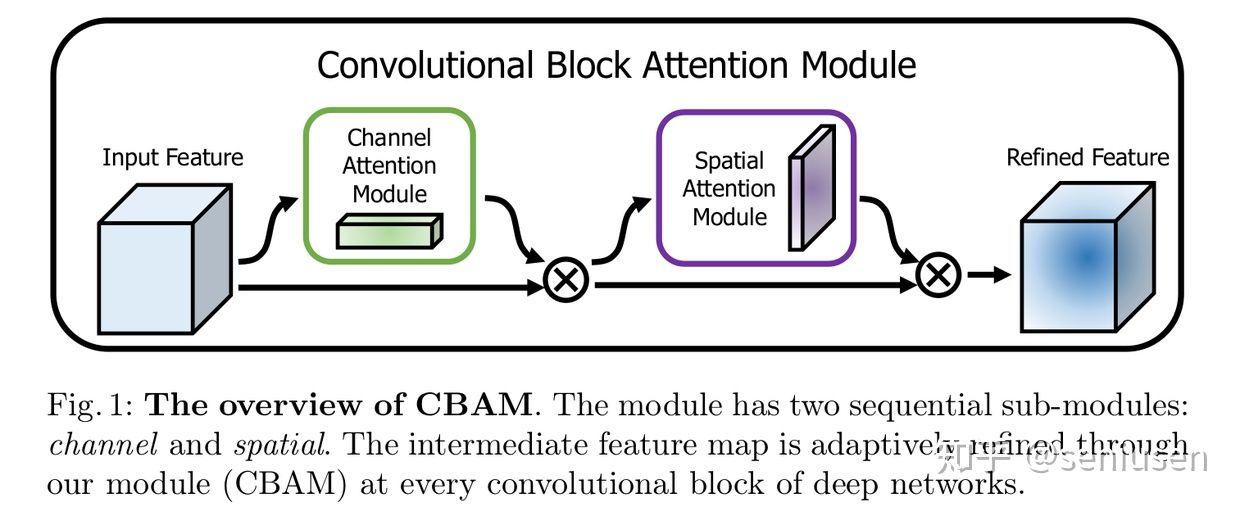 Convolutional Block Attention Module
Input Feature
Channel
Attention
Module
Spatial
Attention
Module
Refined Feature
Fig. 1: The overview of CBAM. The module has two sequential sub-modules:
channel and spatial. The intermediate feature map is adaptively refined through
our module (CBAM) at every convolutional block of deep networks.
知乎 @semusen